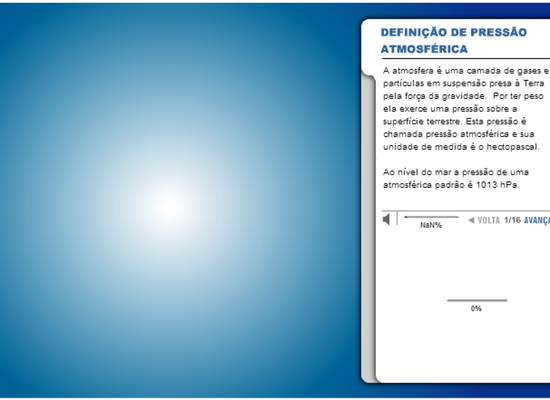 DEFINIÇÃO DE PRESSÃO
ATMOSFÉRICA
A atmosfera é uma camada de gases e
partículas em suspensão presa à Terra
pela força da gravidade. Por ter peso
ela exerce uma pressão sobre a
superfície terrestre. Esta pressão é
chamada pressão atmosférica e sua
unidade de medida é o hectopascal.
Ao nível do mar a pressão de uma
atmosférica padrão é 1013 hPa.
NaN% VOLTA 1/16 AVANÇA
0%